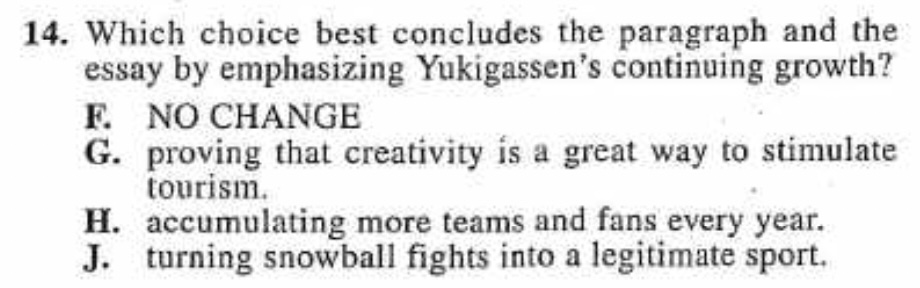 14. Which choice best concludes the paragraph and the
essay by emphasizing Yukigassen's continuing growth?
F. NO CHANGE
G. proving that creativity is a great way to stimulate
tourism.
H. accumulating more teams and fans every year.
J. turning snowball fights into a legitimate sport.